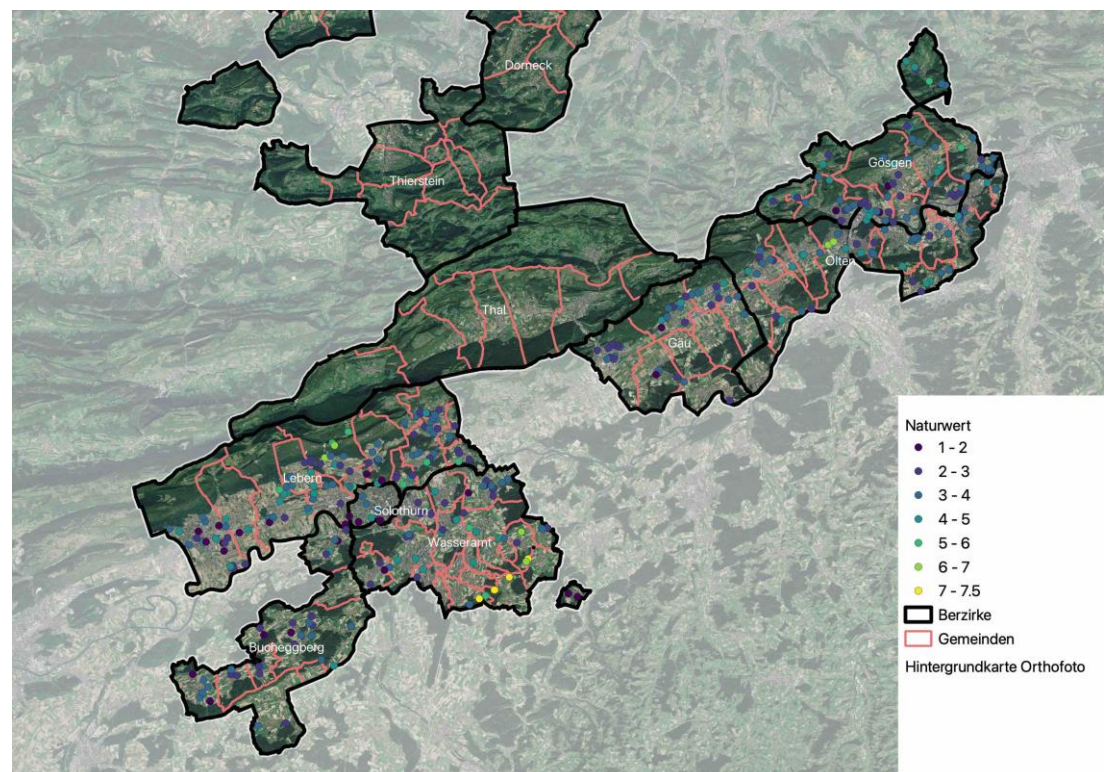 Dorneck
Gösgen
Thierstein
Olten
Thal
Gäu
Lebern
Solothurn
Wasseramt
Bucheggberg
Naturwert
1 - 2
2 - 3
3 - 4
4 - 5
5 - 6
6 - 7
7 - 7.5
Berzirke
Gemeinden
Hintergrundkarte Orthofoto